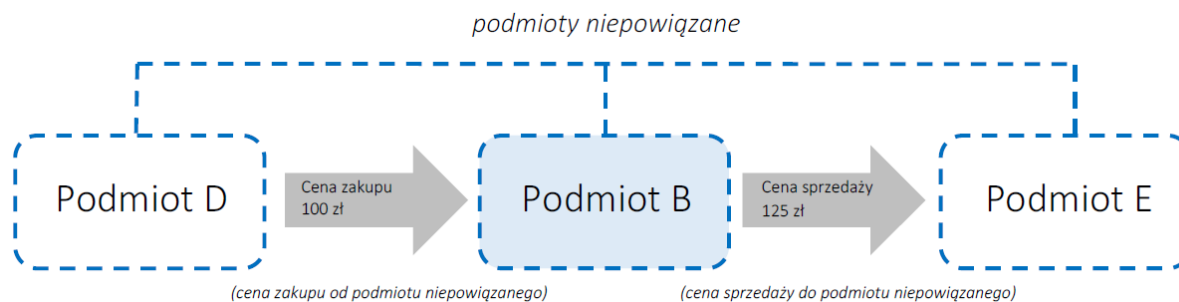 podmioty niepowiązane
Podmiot D
Cena zakupu
100 zł
Podmiot B
Cena sprzedaży
125 zł
Podmiot E
(cena zakupu od podmiotu niepowiązanego)
(cena sprzedaży do podmiotu niepowiązanego)